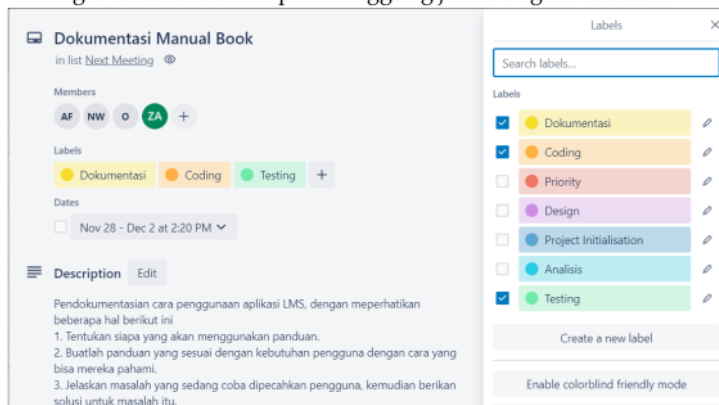 Dokumentasi Manual Book
in list Next Meeting
Members
AF NW O ZA +
Labels
Dokumentasi Coding Testing +
Dates
Nov 28 - Dec 2 at 2:20 PM
Description Edit
Pendokumentasian cara penggunaan aplikasi LMS, dengan meperhatikan
beberapa hal berikut ini
1. Tentukan siapa yang akan menggunakan panduan.
2. Buatlah panduan yang sesuai dengan kebutuhan pengguna dengan cara yang
bisa mereka pahami.
3. Jelaskan masalah yang sedang coba dipecahkan pengguna, kemudian berikan
solusi untuk masalah itu.
Labels
Search labels...
Labels
Dokumentasi
Coding
Priority
Design
Project Initialisation
Analisis
Testing
Create a new label
Enable colorblind friendly mode